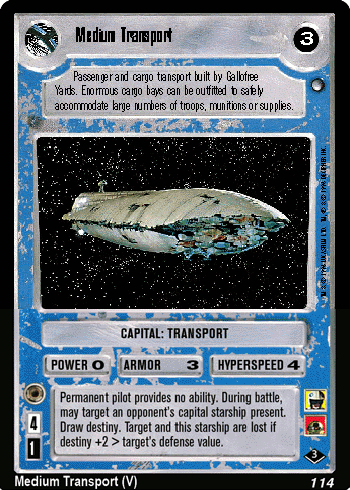 Medium Transport
3
Passenger and cargo transport built by Gallofree
Yards. Enormous cargo bays can be outfitted to safely
accommodate large numbers of troops, munitions or supplies.
CAPITAL: TRANSPORT
POWER 0 ARMOR 3 HYPERSPEED 4
Permanent pilot provides no ability. During battle,
may target an opponent's capital starship present.
Draw destiny. Target and this starship are lost if
destiny +2 > target's defense value.
4
1
3
Medium Transport (V) 114